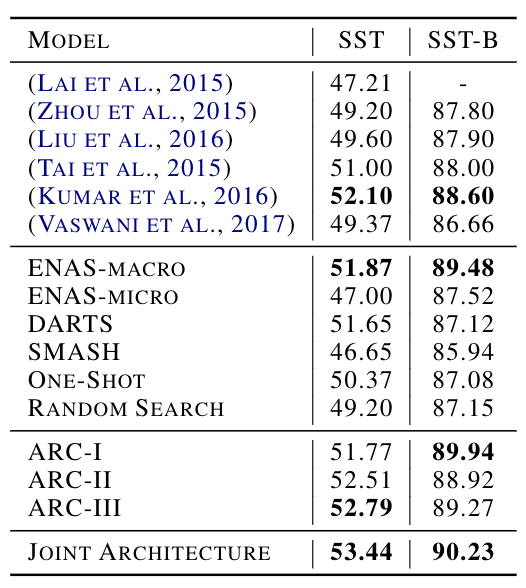 MODEL SST SST-B
(LAI ET AL., 2015) 47.21 -
(ZHOU ET AL., 2015) 49.20 87.80
(LIU ET AL., 2016) 49.60 87.90
(TAI ET AL., 2015) 51.00 88.00
(KUMAR ET AL., 2016) 52.10 88.60
(VASWANI ET AL., 2017) 49.37 86.66
ENAS-MACRO 51.87 89.48
ENAS-MICRO 47.00 87.52
DARTS 51.65 87.12
SMASH 46.65 85.94
ONE-SHOT 50.37 87.08
RANDOM SEARCH 49.20 87.15
ARC-I 51.77 89.94
ARC-II 52.51 88.92
ARC-III 52.79 89.27
JOINT ARCHITECTURE 53.44 90.23